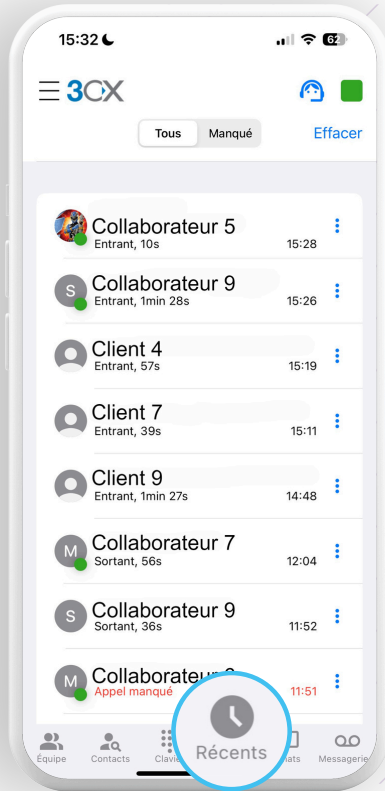 15:32
62
3CX
Tous Manqué Effacer
Collaborateur 5
Entrant, 10s 15:28
S
Collaborateur 9
Entrant, 1min 28s 15:26
Client 4
Entrant, 57s 15:19
Client 7
Entrant, 39s 15:11
Client 9
Entrant, 1min 27s 14:48
M
Collaborateur 7
Sortant, 56s 12:04
S
Collaborateur 9
Sortant, 36s 11:52
M
Collaborateur
Appel manqué 11:51
Équipe Contacts Récents Messagerie